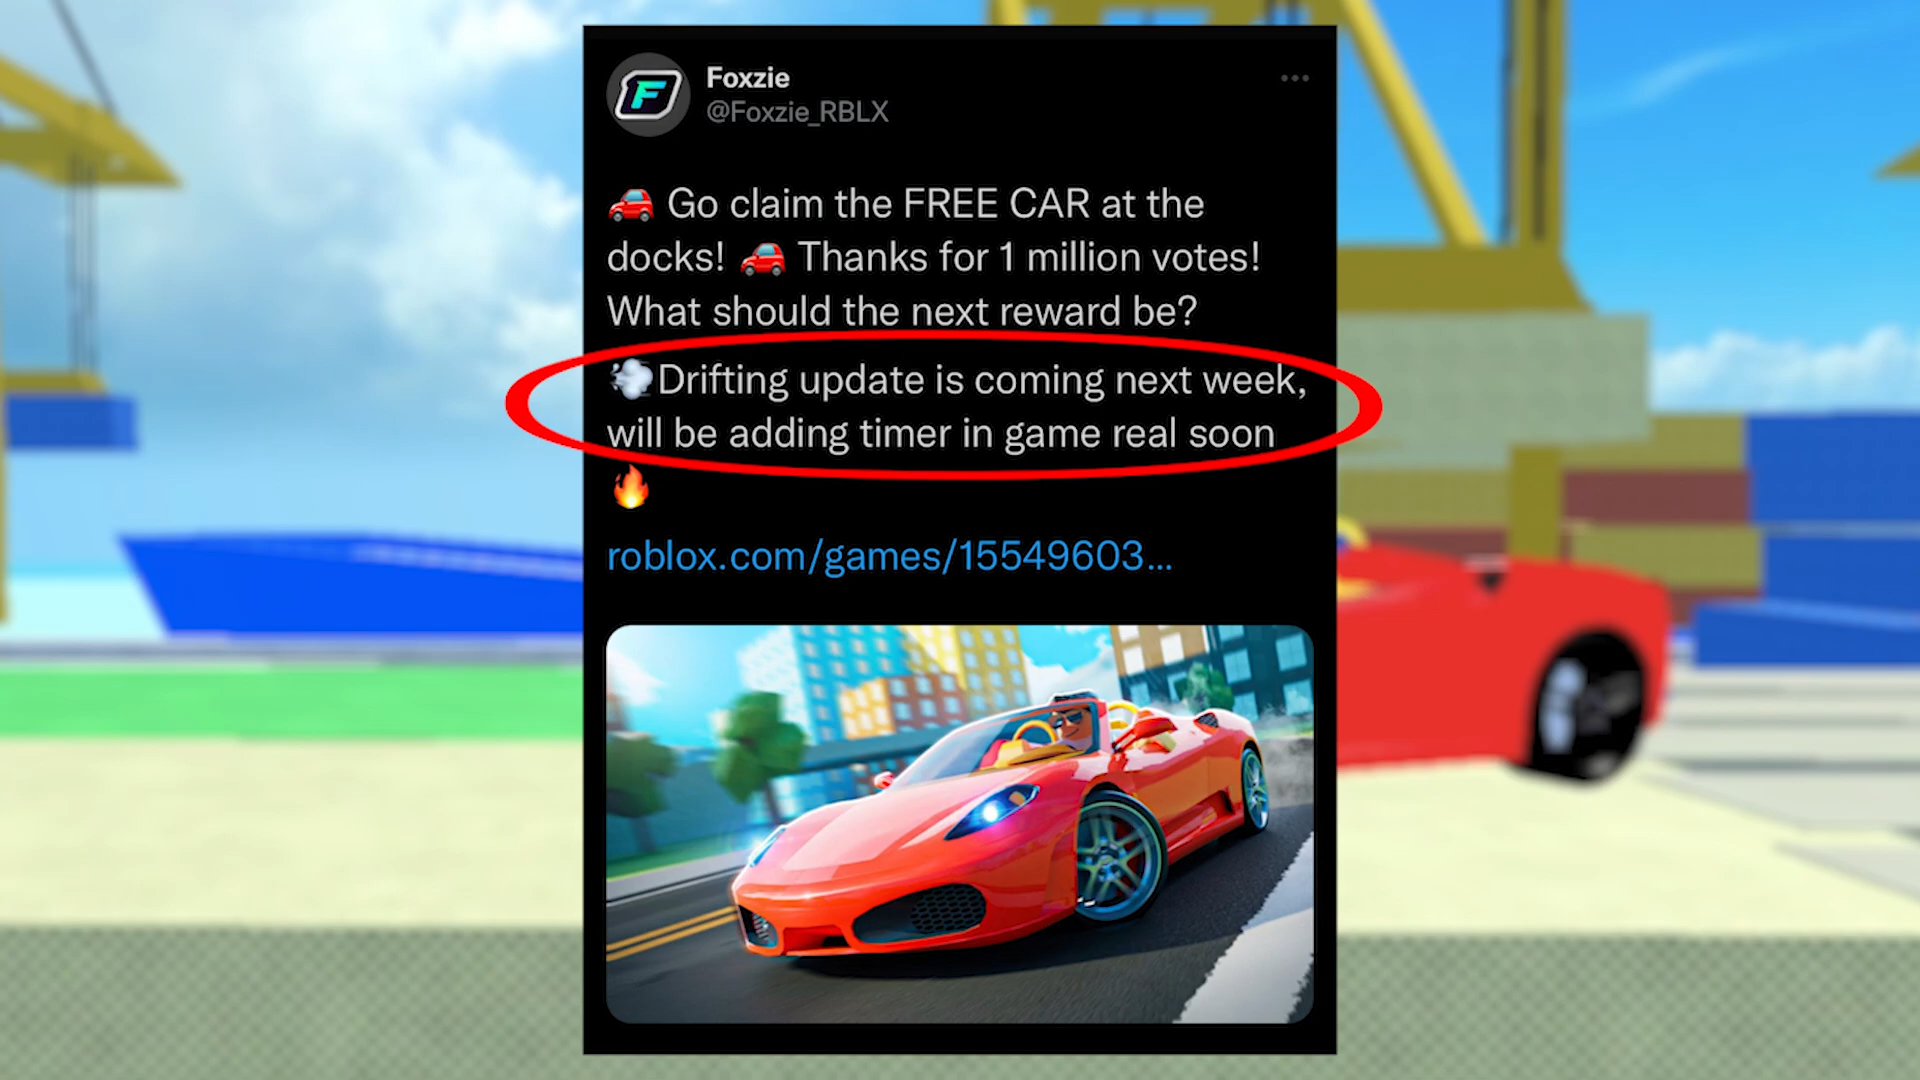 F
Foxzie
@Foxzie_RBLX
🚗 Go claim the FREE CAR at the
docks! 🚗 Thanks for 1 million votes!
What should the next reward be?
💨Drifting update is coming next week,
will be adding timer in game real soon
🔥
roblox.com/games/15549603...